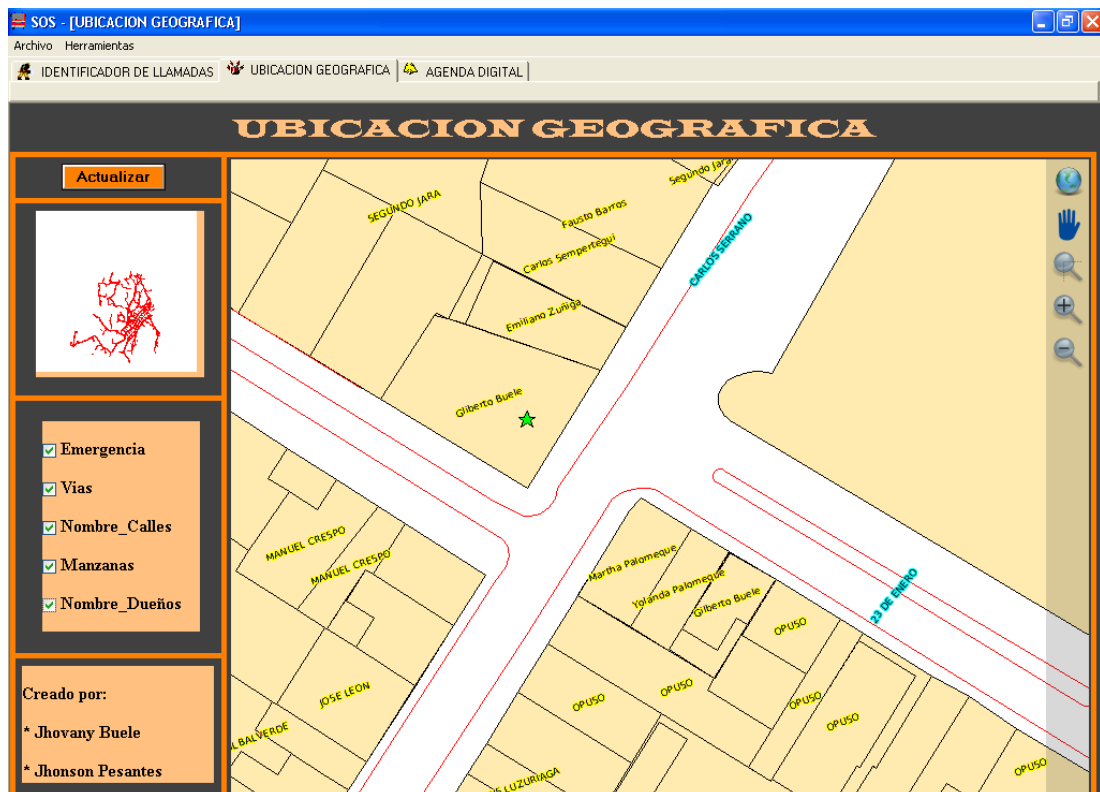 SOS - [UBICACION GEOGRAFICA]
Archivo Herramientas
IDENTIFICADOR DE LLAMADAS UBICACION GEOGRAFICA AGENDA DIGITAL
UBICACION GEOGRAFICA
Actualizar
Emergencia
Vias
Nombre_Calles
Manzanas
Nombre_Dueños
Creado por:
* Jhovany Buele
* Jhonson Pesantes
Segundo Jara
SEGUNDO JARA
Fausto Barros
CARLOS SERRANO
Carlos Sempertegui
Emiliano Zuñiga
Gilberto Buele
MANUEL CRESPO
MANUEL CRESPO
Martha Palomeque
Yolanda Palomeque
Gilberto Buele
23 DE ENERO
OPUSO
JOSE LEON
OPUSO
OPUSO
OPUSO
OPUSO
BALVERDE
LUZURIAGA
OPUSO